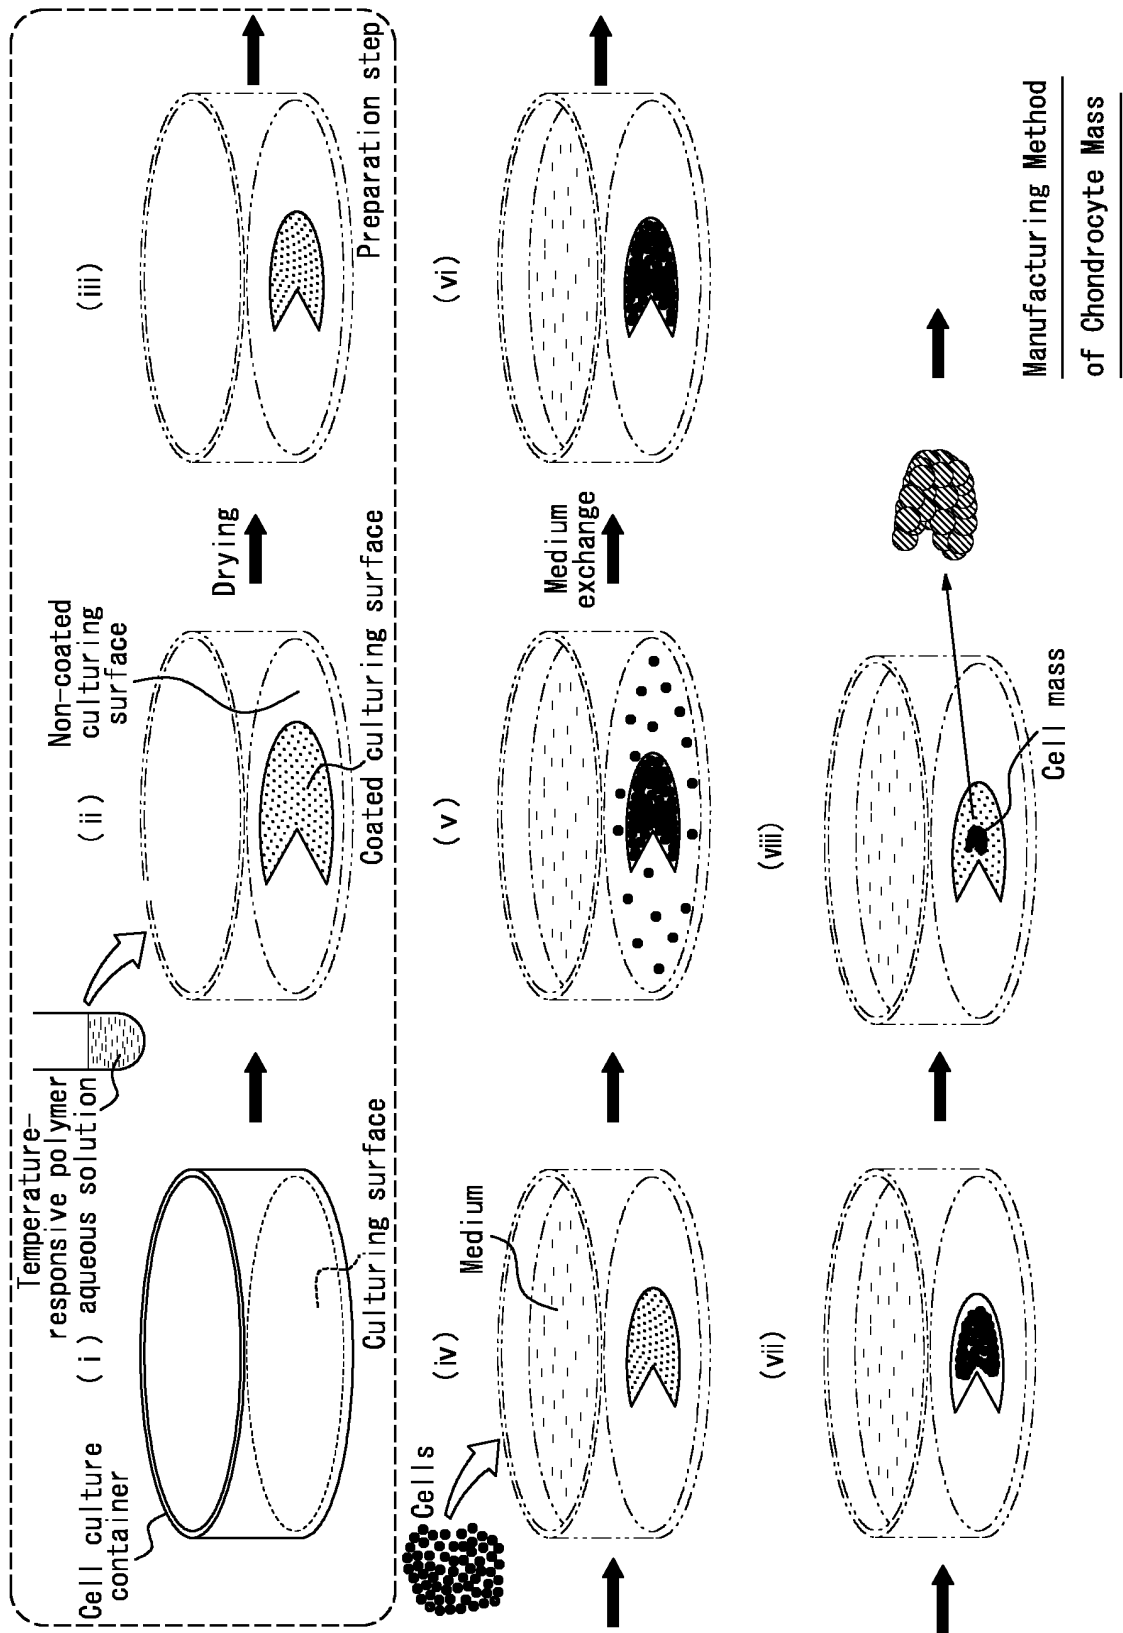 Temperature-
responsive polymer
aqueous solution
Cell culture
container
(i)
Culturing surface
(ii)
Non-coated
culturing
surface
Coated culturing surface
Drying
(iii)
Preparation step
Cells
(iv)
Medium
(v)
Medium
exchange
(vi)
(vii)
(viii)
Cell mass
Manufacturing Method
of Chondrocyte Mass